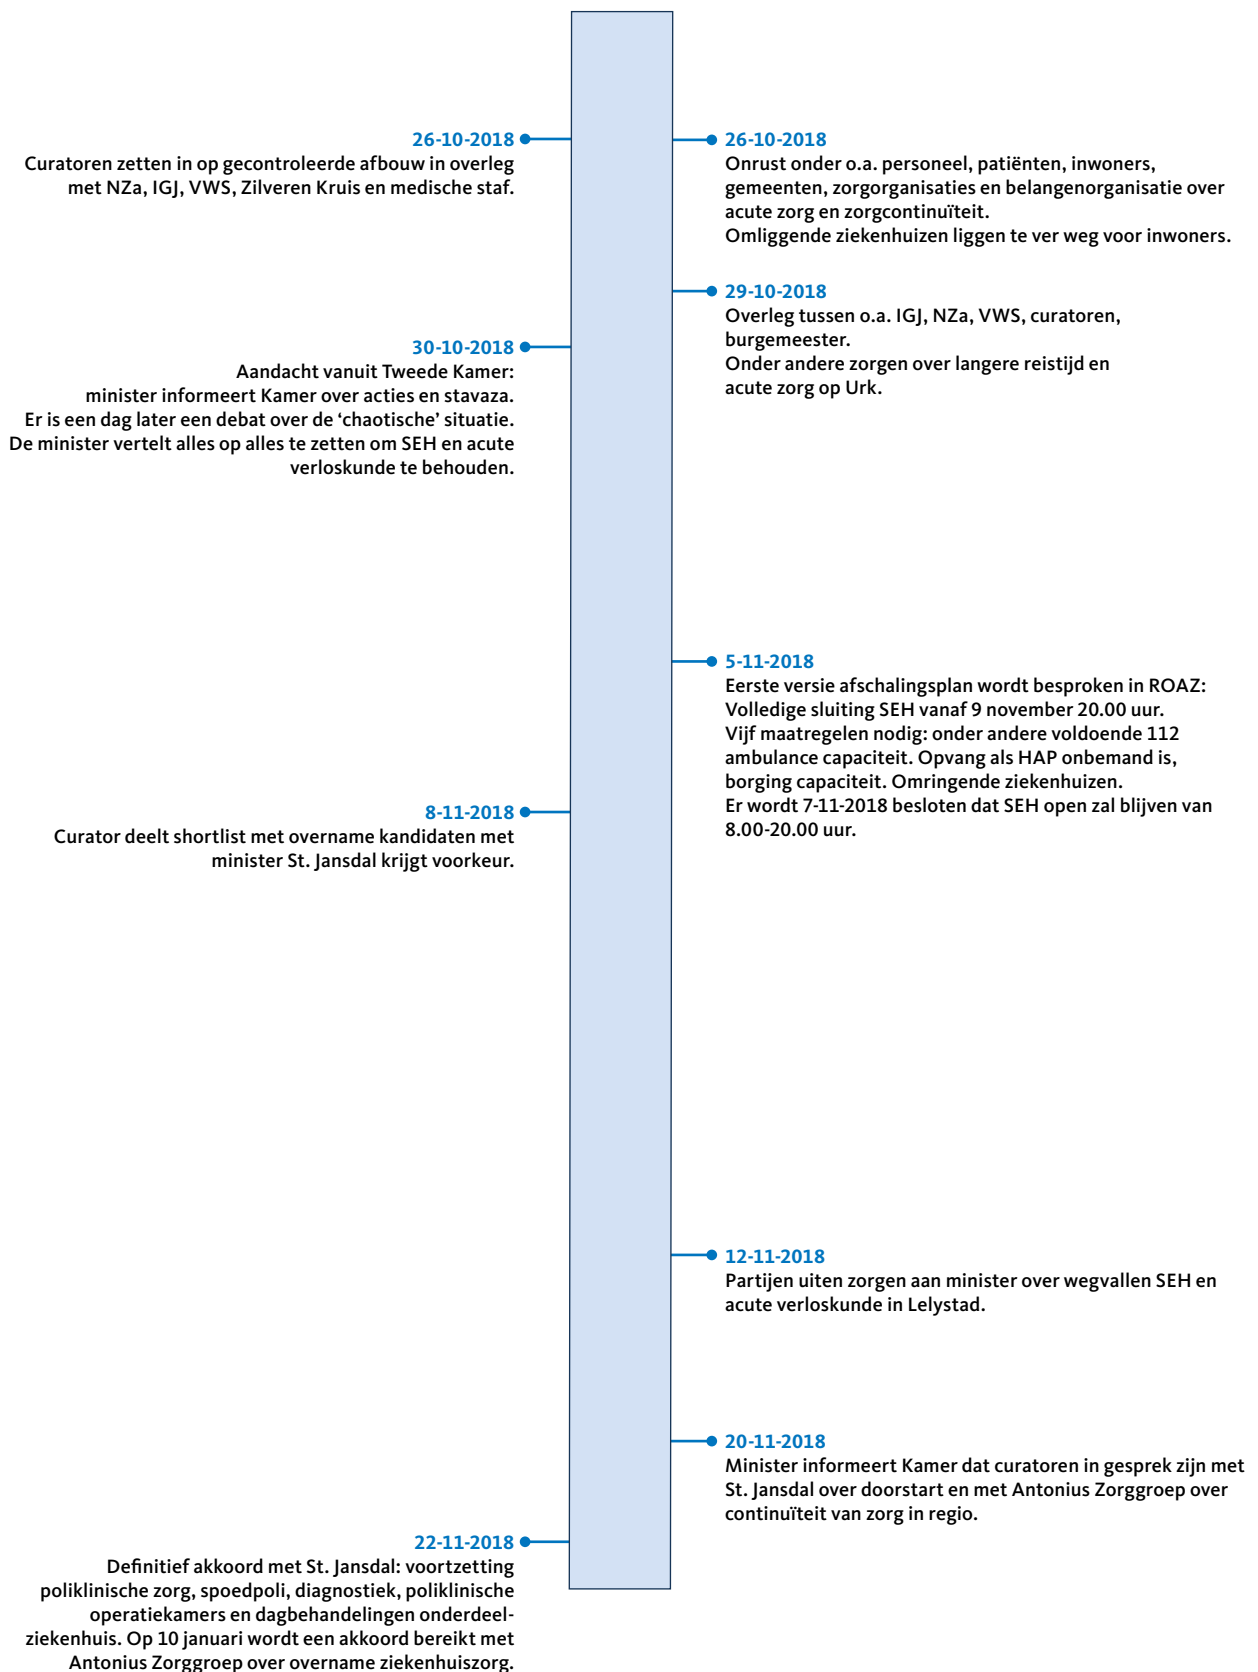 26-10-2018
Curatoren zetten in op gecontroleerde afbouw in overleg
met NZa, IGJ, VWS, Zilveren Kruis en medische staf.
26-10-2018
Onrust onder o.a. personeel, patiënten, inwoners,
gemeenten, zorgorganisaties en belangenorganisatie over
acute zorg en zorgcontinuïteit.
Omliggende ziekenhuizen liggen te ver weg voor inwoners.
29-10-2018
Overleg tussen o.a. IGJ, NZa, VWS, curatoren,
burgemeester.
Onder andere zorgen over langere reistijd en
acute zorg op Urk.
30-10-2018
Aandacht vanuit Tweede Kamer:
minister informeert Kamer over acties en stavaza.
Er is een dag later een debat over de ‘chaotische’ situatie.
De minister vertelt alles op alles te zetten om SEH en acute
verloskunde te behouden.
5-11-2018
Eerste versie afschalingsplan wordt besproken in ROAZ:
Volledige sluiting SEH vanaf 9 november 20.00 uur.
Vijf maatregelen nodig: onder andere voldoende 112
ambulance capaciteit. Opvang als HAP onbemand is,
borging capaciteit. Omringende ziekenhuizen.
Er wordt 7-11-2018 besloten dat SEH open zal blijven van
8.00-20.00 uur.
8-11-2018
Curator deelt shortlist met overname kandidaten met
minister St. Jansdal krijgt voorkeur.
12-11-2018
Partijen uiten zorgen aan minister over wegvallen SEH en
acute verloskunde in Lelystad.
20-11-2018
Minister informeert Kamer dat curatoren in gesprek zijn met
St. Jansdal over doorstart en met Antonius Zorggroep over
continuïteit van zorg in regio.
22-11-2018
Definitief akkoord met St. Jansdal: voortzetting
poliklinische zorg, spoedpoli, diagnostiek, poliklinische
operatiekamers en dagbehandelingen onderdeel-
ziekenhuis. Op 10 januari wordt een akkoord bereikt met
Antonius Zorggroep over overname ziekenhuiszorg.